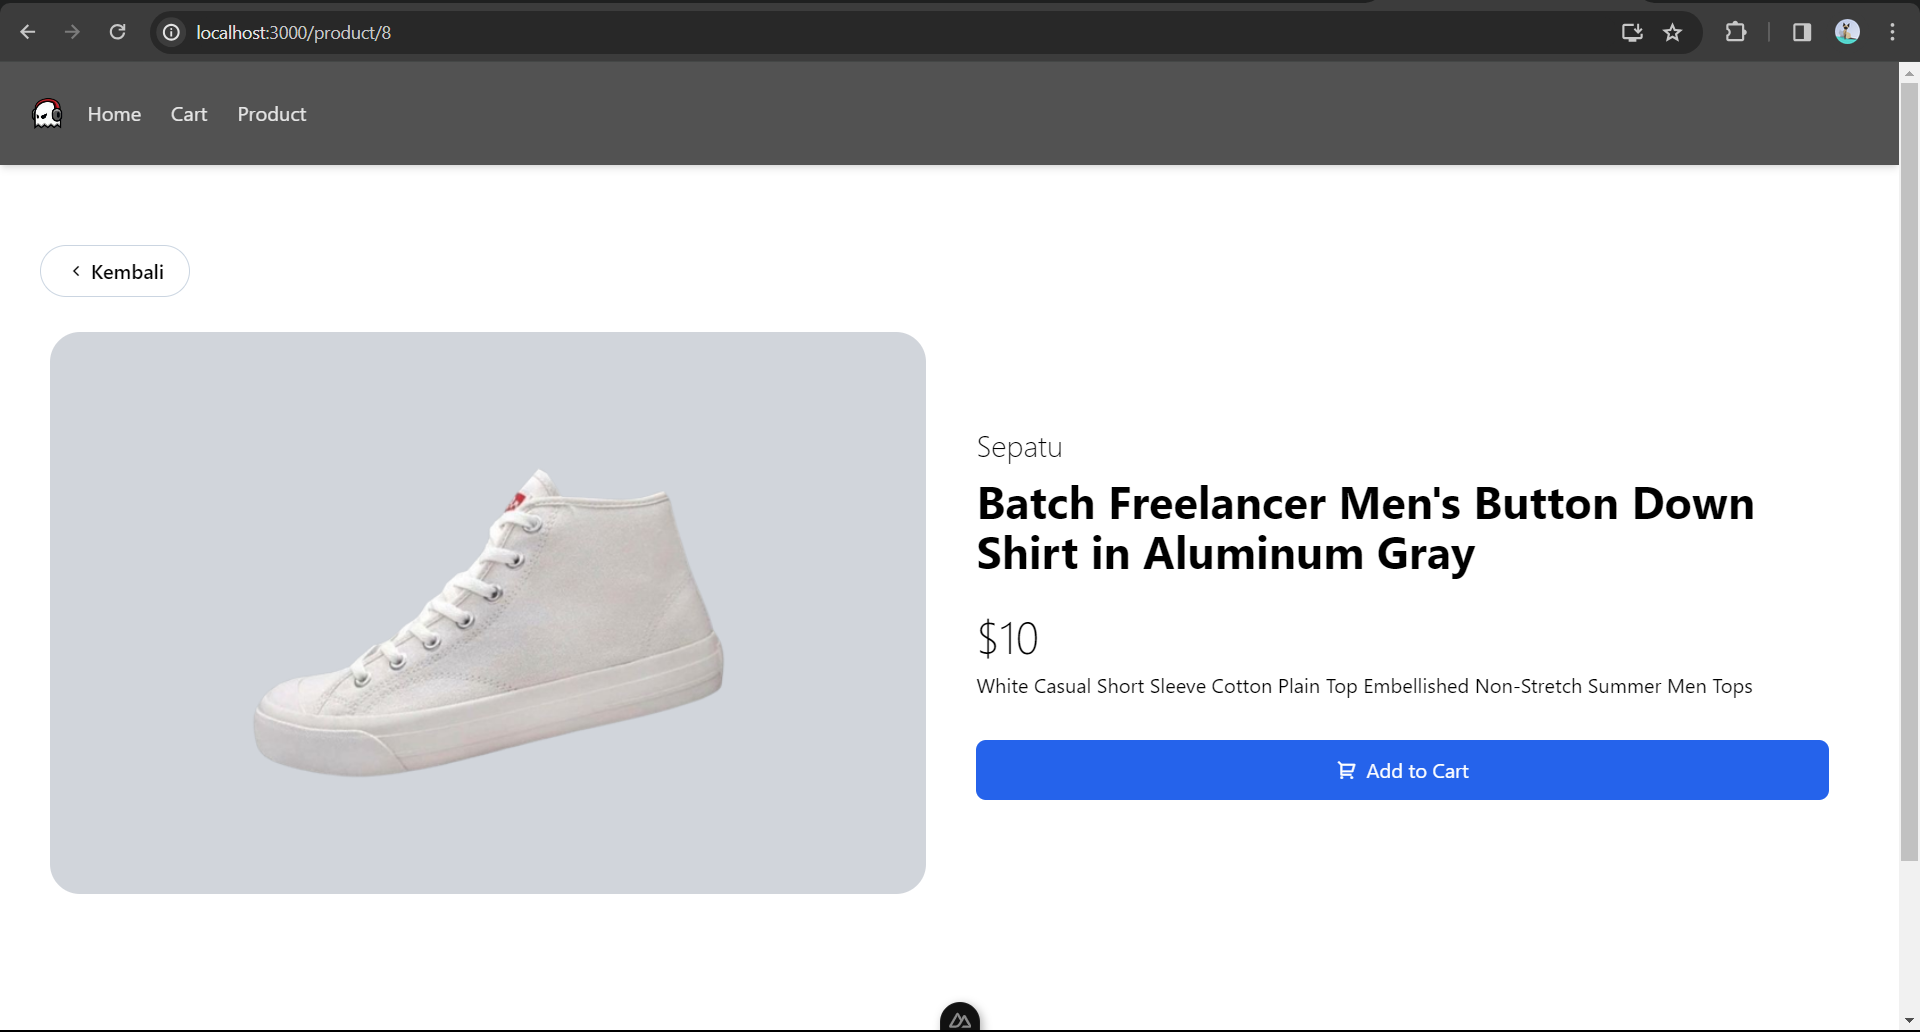 localhost:3000/product/8
Home Cart Product
Kembali
Sepatu
Batch Freelancer Men's Button Down
Shirt in Aluminum Gray
$10
White Casual Short Sleeve Cotton Plain Top Embellished Non-Stretch Summer Men Tops
Add to Cart